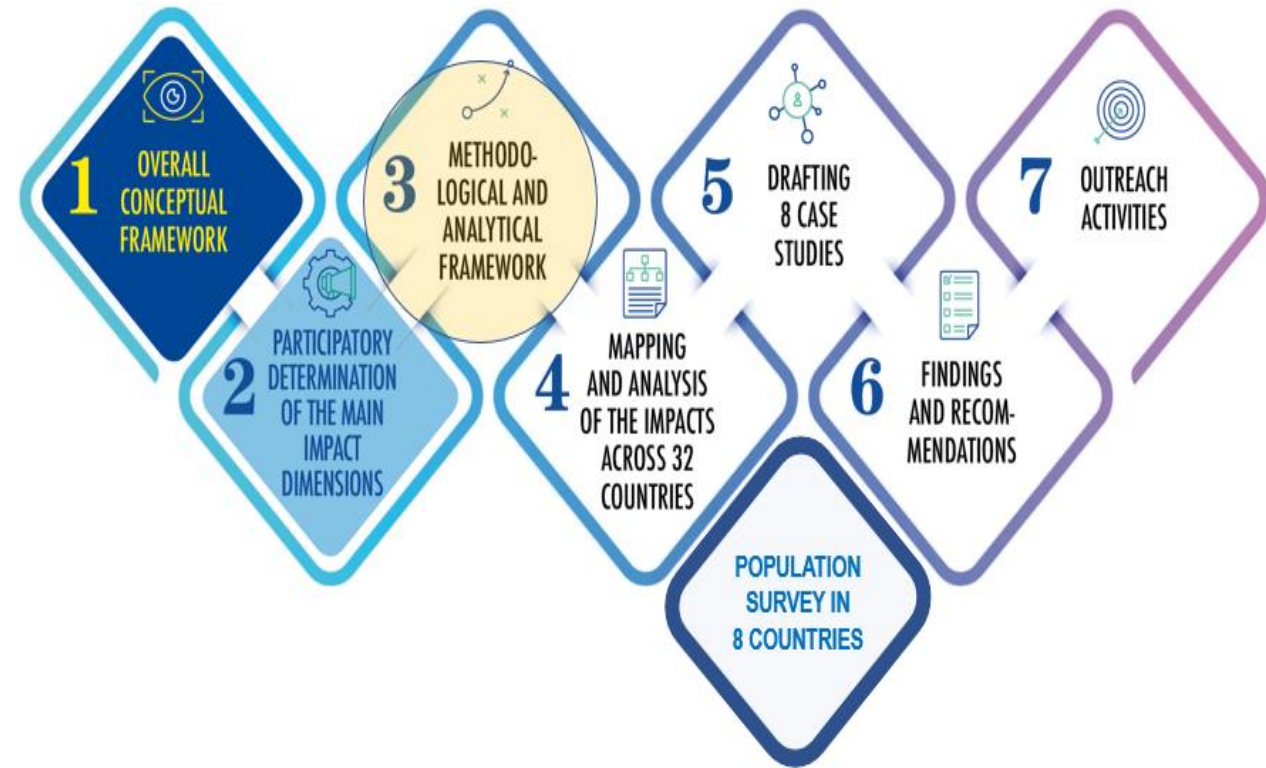 1
OVERALL
CONCEPTUAL
FRAMEWORK
2
PARTICIPATORY
DETERMINATION
OF THE MAIN
IMPACT
DIMENSIONS
3
METHODO-
LOGICAL AND
ANALYTICAL
FRAMEWORK
4
MAPPING
AND ANALYSIS
OF THE IMPACTS
ACROSS 32
COUNTRIES
5
DRAFTING
8 CASE
STUDIES
6
FINDINGS
AND RECOM-
MENDATIONS
7
OUTREACH
ACTIVITIES
POPULATION
SURVEY IN
8 COUNTRIES